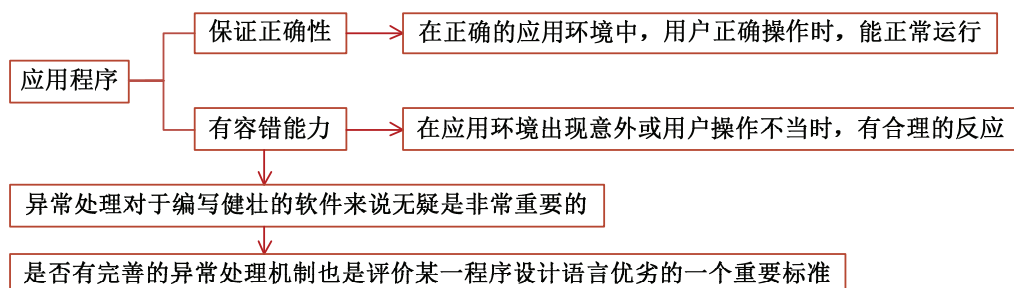 保证正确性
在正确的应用环境中，用户正确操作时，能正常运行
应用程序
有容错能力
在应用环境出现意外或用户操作不当时，有合理的反应
异常处理对于编写健壮的软件来说无疑是非常重要的
是否有完善的异常处理机制也是评价某一程序设计语言优劣的一个重要标准